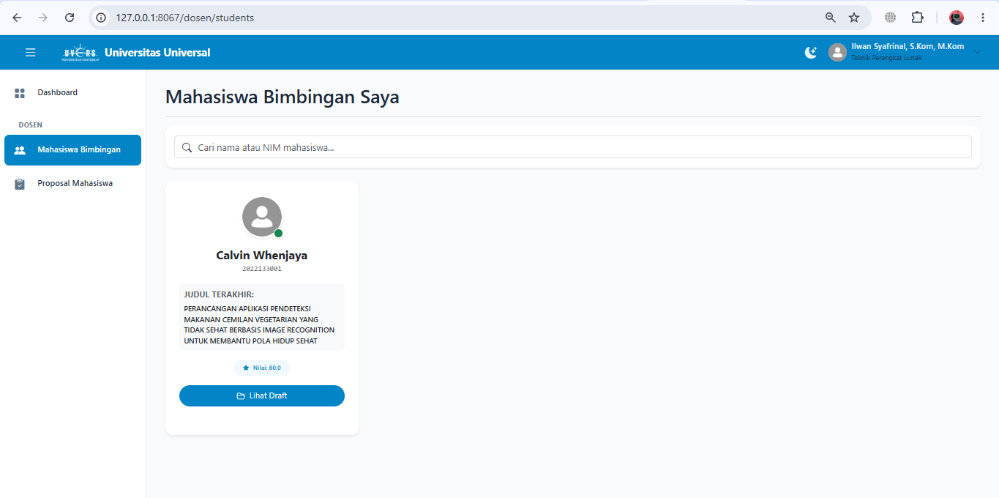 127.0.0.1:8067/dosen/students
UVERS
UNIVERSITAS UNIVERSAL
Universitas Universal
Ilwan Syafrinal, S.Kom, M.Kom
Teknik Perangkat Lunak
Dashboard
DOSEN
Mahasiswa Bimbingan
Proposal Mahasiswa
Mahasiswa Bimbingan Saya
Cari nama atau NIM mahasiswa...
Calvin Whenjaya
2022133001
JUDUL TERAKHIR:
PERANCANGAN APLIKASI PENDETEKSI
MAKANAN CEMILAN VEGETARIAN YANG
TIDAK SEHAT BERBASIS IMAGE RECOGNITION
UNTUK MEMBANTU POLA HIDUP SEHAT
Nilai: 80.0
Lihat Draft